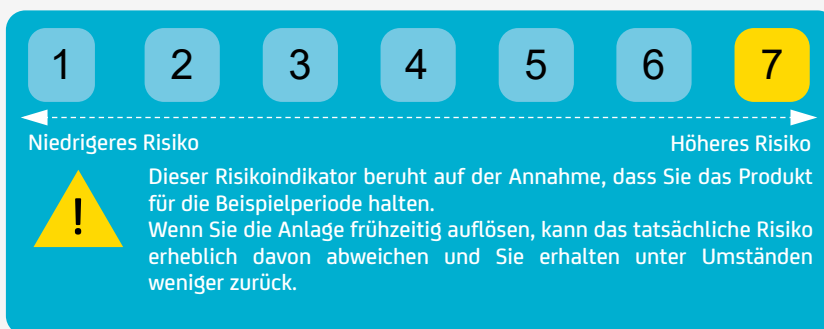 1 2 3 4 5 6 7
Niedrigeres Risiko Höheres Risiko
Dieser Risikoindikator beruht auf der Annahme, dass Sie das Produkt
für die Beispielperiode halten.
!
Wenn Sie die Anlage frühzeitig auflösen, kann das tatsächliche Risiko
erheblich davon abweichen und Sie erhalten unter Umständen
weniger zurück.